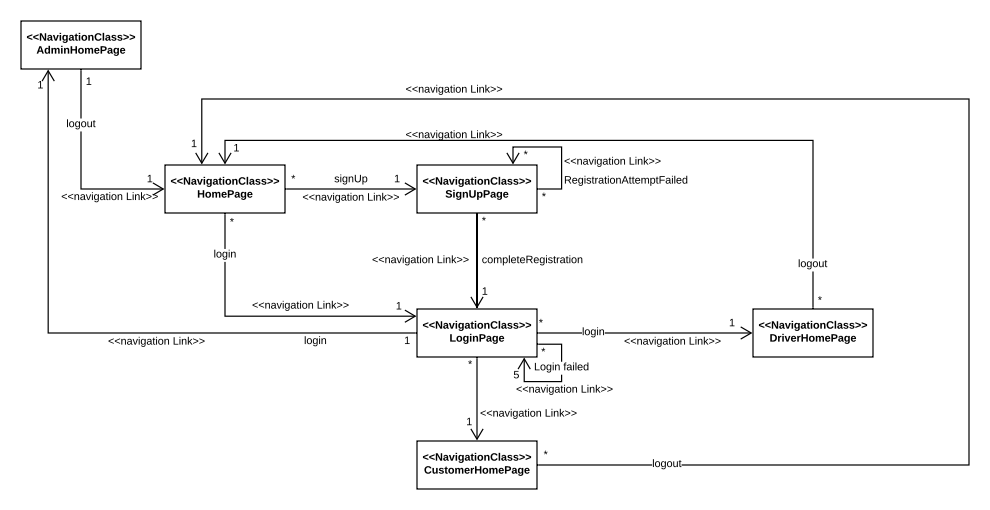 <<NavigationClass>>
AdminHomePage
1
1
logout
<<navigation Link>>
1
<<navigation Link>>
1
*
<<navigation Link>>
RegistrationAttemptFailed
*
1
<<navigation Link>>
<<NavigationClass>>
HomePage
*
signUp
1
<<navigation Link>>
<<NavigationClass>>
SignUpPage
*
login
*
<<navigation Link>>
completeRegistration
1
logout
*
<<navigation Link>>
1
<<NavigationClass>>
LoginPage
*
login
1
<<navigation Link>>
<<NavigationClass>>
DriverHomePage
<<navigation Link>>
login
1
*
*
Login failed
5
<<navigation Link>>
<<navigation Link>>
1
<<NavigationClass>>
CustomerHomePage
*
logout